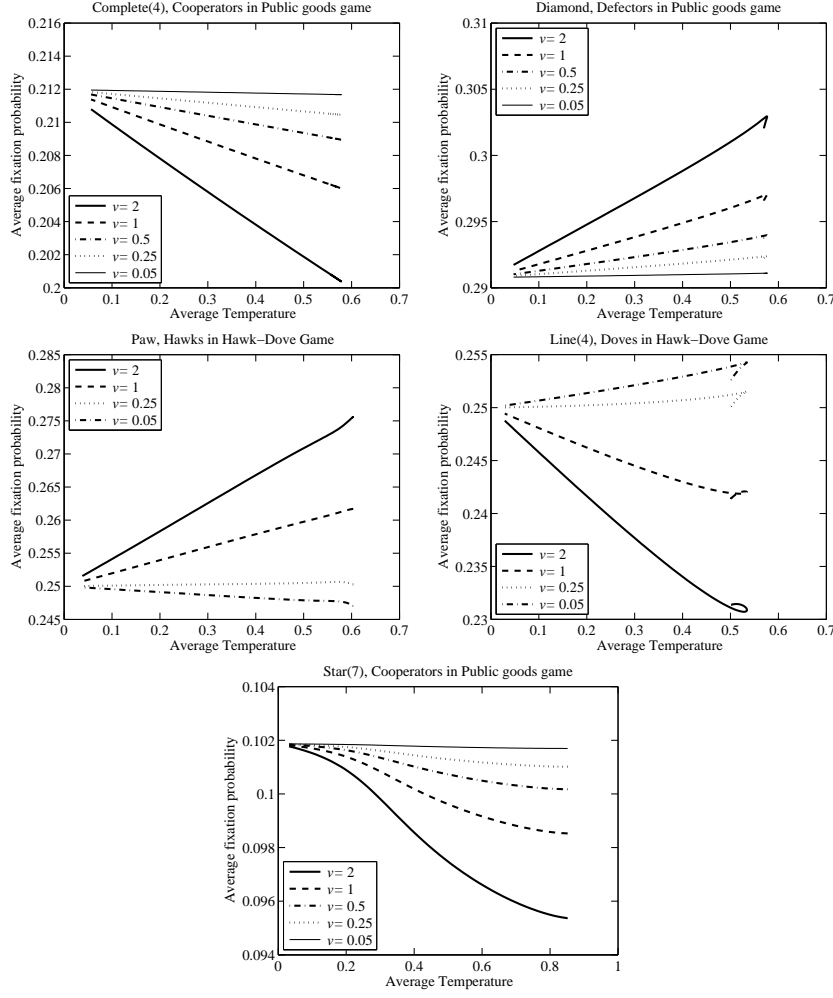 Complete(4), Cooperators in Public goods game
0.216
0.214
0.212
0.21
0.208
0.206
0.204
0.202
0.2
Average fixation probability
v= 2
v= 1
v= 0.5
v= 0.25
v= 0.05
0 0.1 0.2 0.3 0.4 0.5 0.6 0.7
Average Temperature
Diamond, Defectors in Public goods game
0.31
0.305
0.3
0.295
0.29
Average fixation probability
v= 2
v= 1
v= 0.5
v= 0.25
v= 0.05
0 0.1 0.2 0.3 0.4 0.5 0.6 0.7
Average Temperature
Paw, Hawks in Hawk−Dove Game
0.285
0.28
0.275
0.27
0.265
0.26
0.255
0.25
0.245
Average fixation probability
v= 2
v= 1
v= 0.25
v= 0.05
0 0.1 0.2 0.3 0.4 0.5 0.6 0.7
Average Temperature
Line(4), Doves in Hawk−Dove Game
0.255
0.25
0.245
0.24
0.235
0.23
Average fixation probability
v= 2
v= 1
v= 0.25
v= 0.05
0 0.1 0.2 0.3 0.4 0.5 0.6 0.7
Average Temperature
Star(7), Cooperators in Public goods game
0.104
0.102
0.1
0.098
0.096
0.094
Average fixation probability
v= 2
v= 1
v= 0.5
v= 0.25
v= 0.05
0 0.2 0.4 0.6 0.8 1
Average Temperature